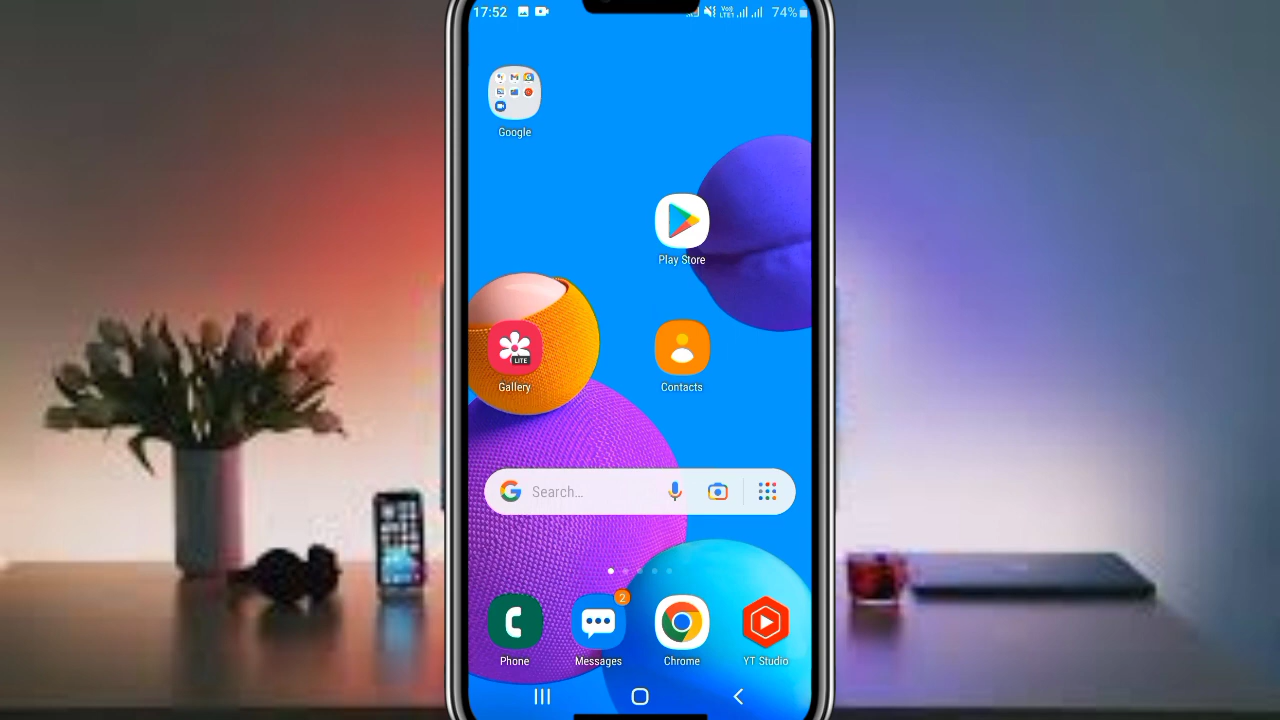 17:52
74%
Google
Play Store
LITE
Gallery
Contacts
Search...
2
Phone
Messages
Chrome
YT Studio